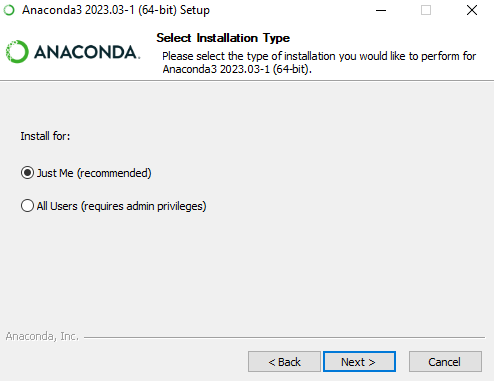 Anaconda3 2023.03-1 (64-bit) Setup
ANACONDA.
Select Installation Type
Please select the type of installation you would like to perform for
Anaconda3 2023.03-1 (64-bit).
Install for:
Just Me (recommended)
All Users (requires admin privileges)
Anaconda, Inc.
< Back Next > Cancel